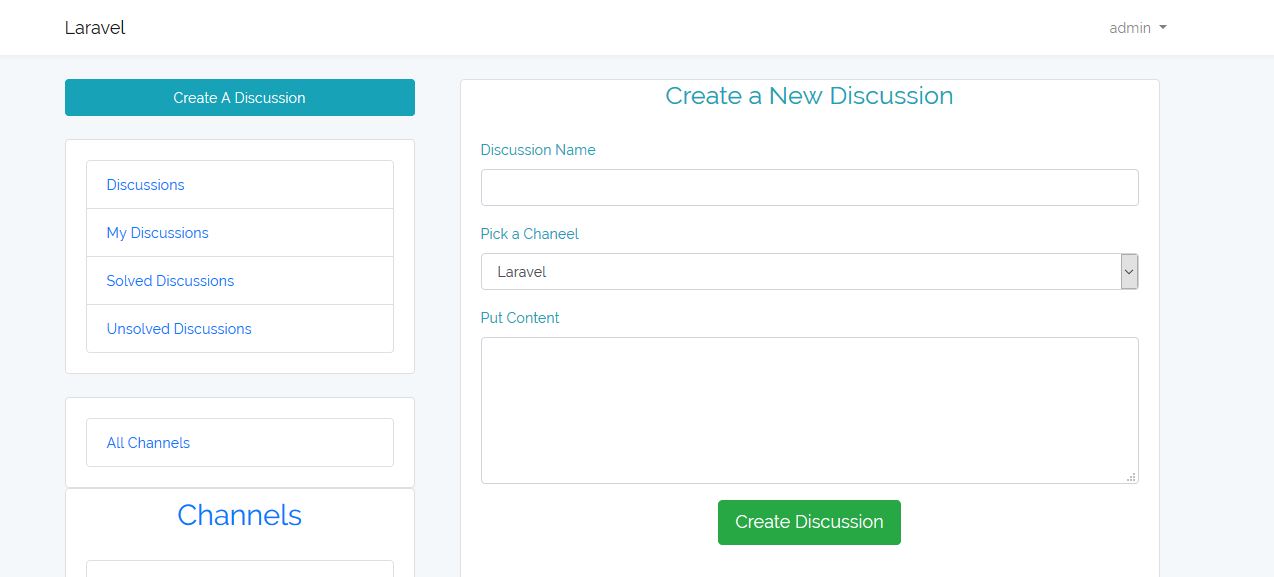 Laravel
admin
Create A Discussion
Discussions
My Discussions
Solved Discussions
Unsolved Discussions
All Channels
Channels
Create a New Discussion
Discussion Name
Pick a Chaneel
Laravel
Put Content
Create Discussion